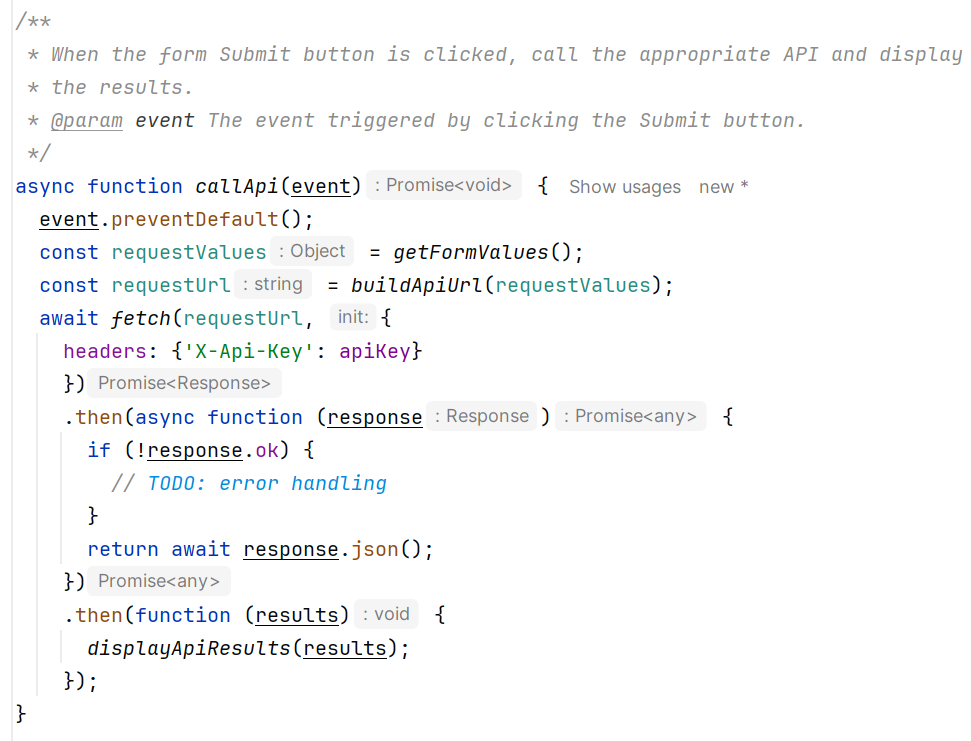 /**
 * When the form Submit button is clicked, call the appropriate API and display
 * the results.
 * @param event The event triggered by clicking the Submit button.
 */
async function callApi(event) : Promise<void> {  Show usages  new *
  event.preventDefault();
  const requestValues : Object = getFormValues();
  const requestUrl : string = buildApiUrl(requestValues);
  await fetch(requestUrl, init: {
    headers: {'X-Api-Key': apiKey}
    }) Promise<Response>
    .then(async function (response : Response ) : Promise<any> {
      if (!response.ok) {
        // TODO: error handling
      }
      return await response.json();
    }) Promise<any>
    .then(function (results) : void {
      displayApiResults(results);
    });
}